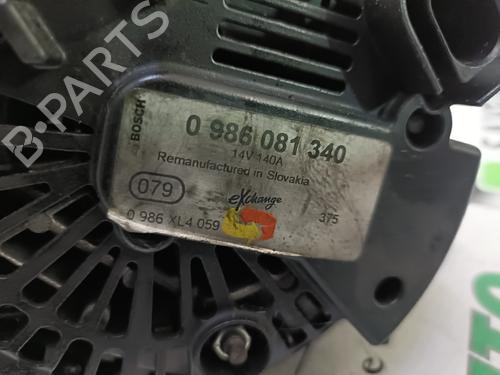 B-PARTS
BOSCH
0 986 081 340
14V 140A
Remanufactured in Slovakia
079
eXchange
0 986 XL4 059
375